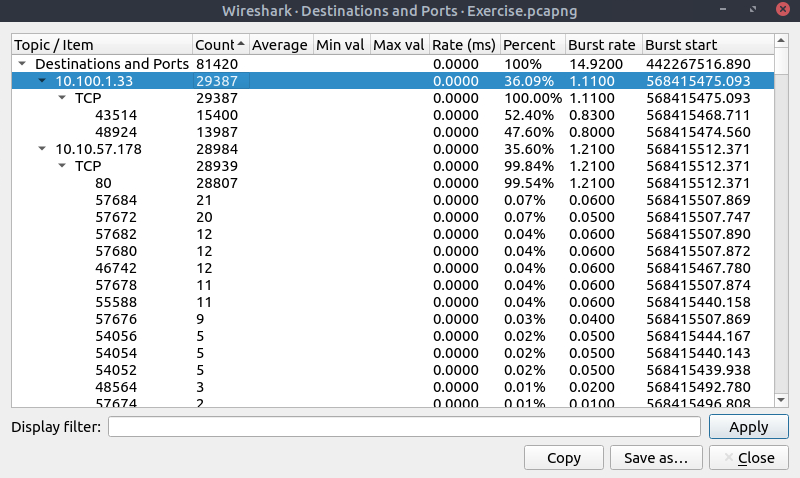 Wireshark · Destinations and Ports · Exercise.pcapng
Topic / Item Count Average Min val Max val Rate (ms) Percent Burst rate Burst start
Destinations and Ports 81420 0.0000 100% 14.9200 442267516.890
10.100.1.33 29387 0.0000 36.09% 1.1100 568415475.093
TCP 29387 0.0000 100.00% 1.1100 568415475.093
43514 15400 0.0000 52.40% 0.8300 568415468.711
48924 13987 0.0000 47.60% 0.8000 568415474.560
10.10.57.178 28984 0.0000 35.60% 1.2100 568415512.371
TCP 28939 0.0000 99.84% 1.2100 568415512.371
80 28807 0.0000 99.54% 1.2100 568415512.371
57684 21 0.0000 0.07% 0.0600 568415507.869
57672 20 0.0000 0.07% 0.0500 568415507.747
57682 12 0.0000 0.04% 0.0600 568415507.890
57680 12 0.0000 0.04% 0.0600 568415507.872
46742 12 0.0000 0.04% 0.0600 568415467.780
57678 11 0.0000 0.04% 0.0600 568415507.874
55588 11 0.0000 0.04% 0.0600 568415440.158
57676 9 0.0000 0.03% 0.0400 568415507.869
54056 5 0.0000 0.02% 0.0500 568415444.167
54054 5 0.0000 0.02% 0.0500 568415440.143
54052 5 0.0000 0.02% 0.0500 568415439.938
48564 3 0.0000 0.01% 0.0200 568415492.780
57674 2 0.0000 0.01% 0.0100 568415496.808
Display filter: Apply
Copy Save as... Close